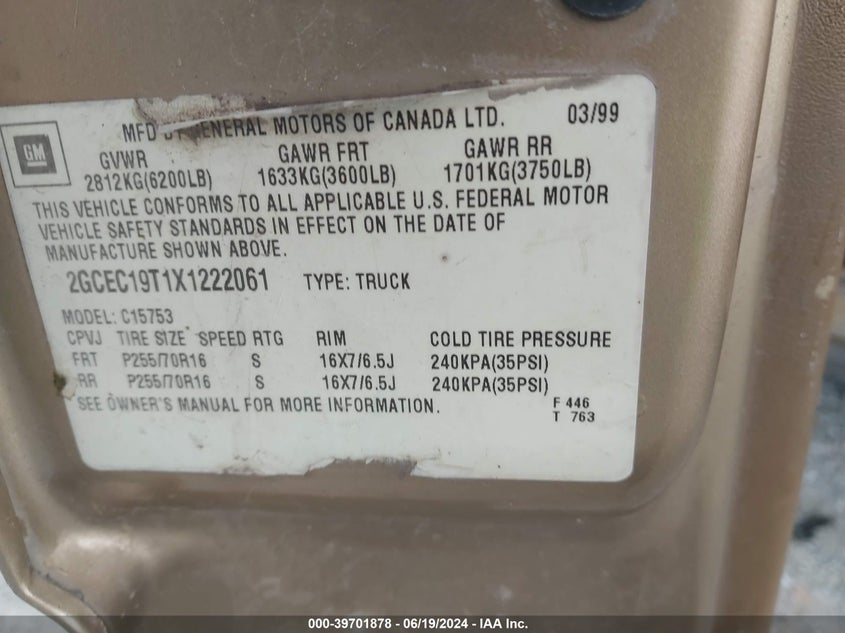 GM
MFD BY GENERAL MOTORS OF CANADA LTD. 03/99
GVWR GAWR FRT GAWR RR
2812KG(6200LB) 1633KG(3600LB) 1701KG(3750LB)
THIS VEHICLE CONFORMS TO ALL APPLICABLE U.S. FEDERAL MOTOR
VEHICLE SAFETY STANDARDS IN EFFECT ON THE DATE OF
MANUFACTURE SHOWN ABOVE.
2GCEC19T1X1222061 TYPE: TRUCK
MODEL: C15753
CPVJ TIRE SIZE SPEED RTG RIM COLD TIRE PRESSURE
FRT P255/70R16 S 16X7/6.5J 240KPA(35PSI)
RR P255/70R16 S 16X7/6.5J 240KPA(35PSI)
SEE OWNER'S MANUAL FOR MORE INFORMATION. F 446
T 763
000-39701878 - 06/19/2024 - IAA Inc.